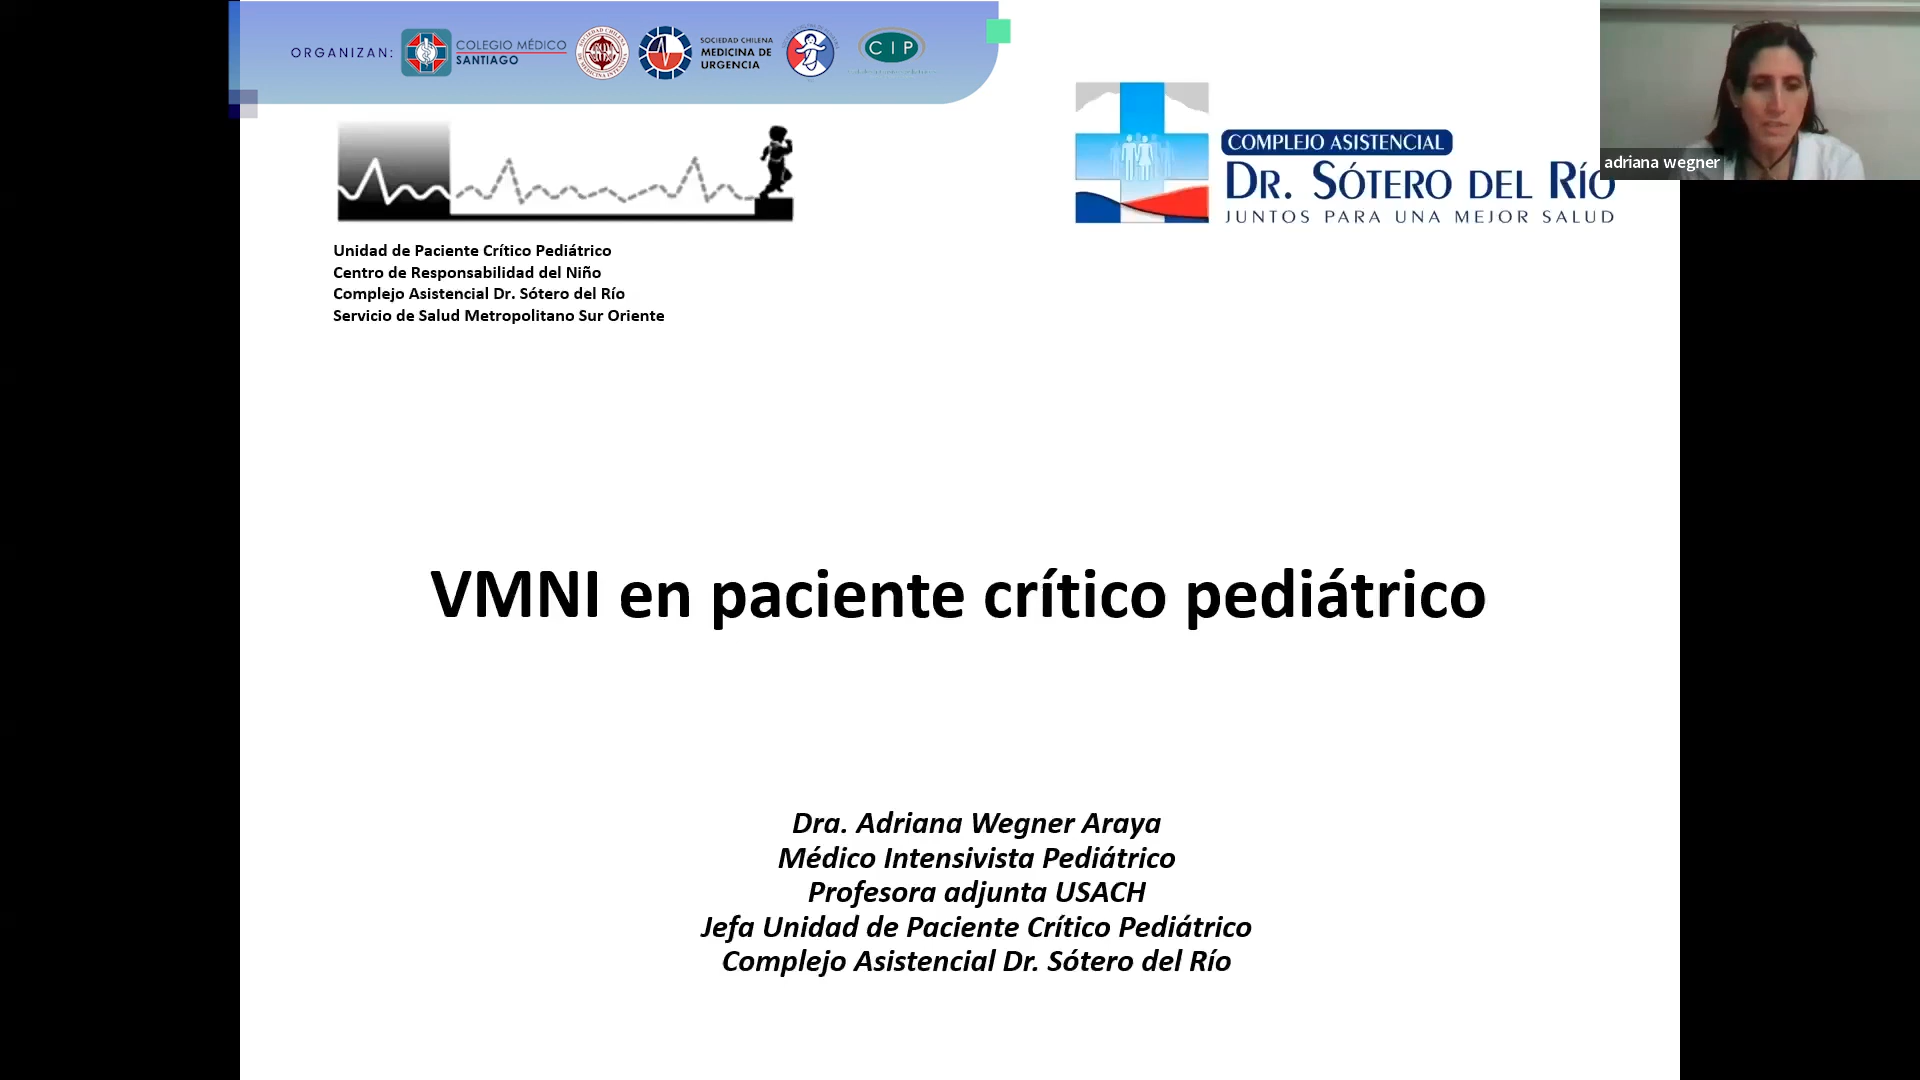 ORGANIZAN:
COLEGIO MÉDICO
SANTIAGO
SOCIEDAD CHILENA
MEDICINA DE
URGENCIA
CIP
COMPLEJO ASISTENCIAL
DR. SÓTERO DEL RÍO
JUNTOS PARA UNA MEJOR SALUD
adriana wegner
Unidad de Paciente Crítico Pediátrico
Centro de Responsabilidad del Niño
Complejo Asistencial Dr. Sótero del Río
Servicio de Salud Metropolitano Sur Oriente
VMNI en paciente crítico pediátrico
Dra. Adriana Wegner Araya
Médico Intensivista Pediátrico
Profesora adjunta USACH
Jefa Unidad de Paciente Crítico Pediátrico
Complejo Asistencial Dr. Sótero del Río